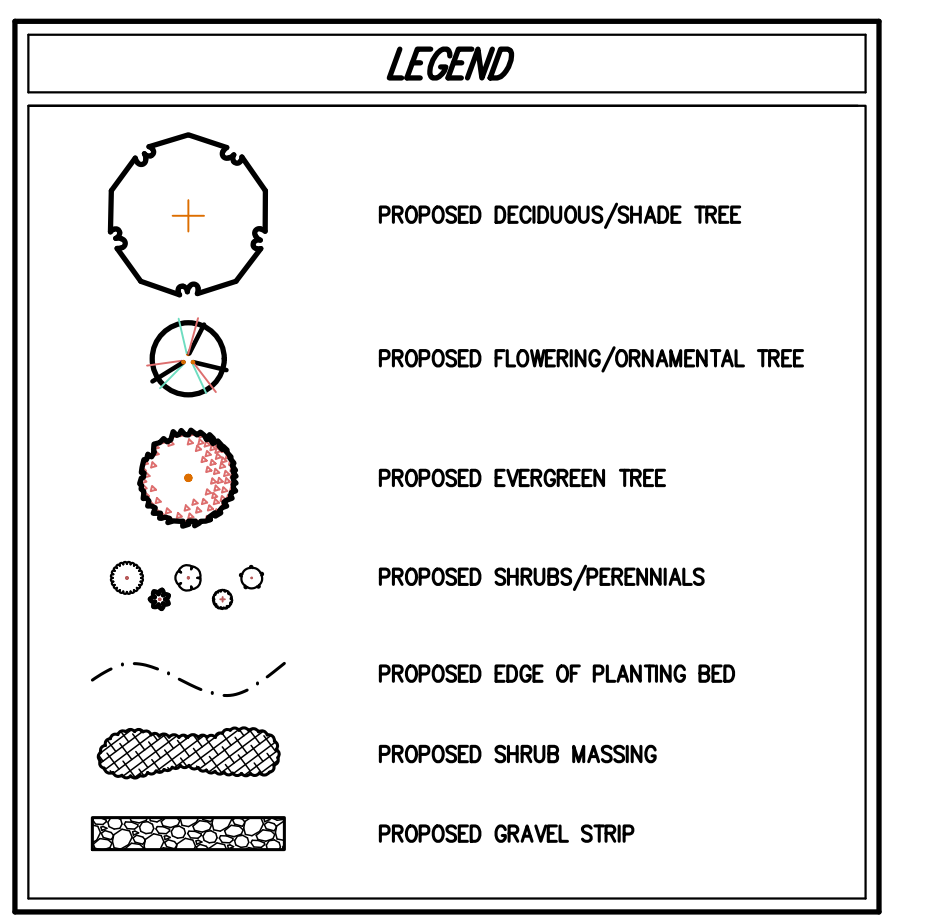 LEGEND
PROPOSED DECIDUOUS/SHADE TREE
PROPOSED FLOWERING/ORNAMENTAL TREE
PROPOSED EVERGREEN TREE
PROPOSED SHRUBS/PERENNIALS
PROPOSED EDGE OF PLANTING BED
PROPOSED SHRUB MASSING
PROPOSED GRAVEL STRIP